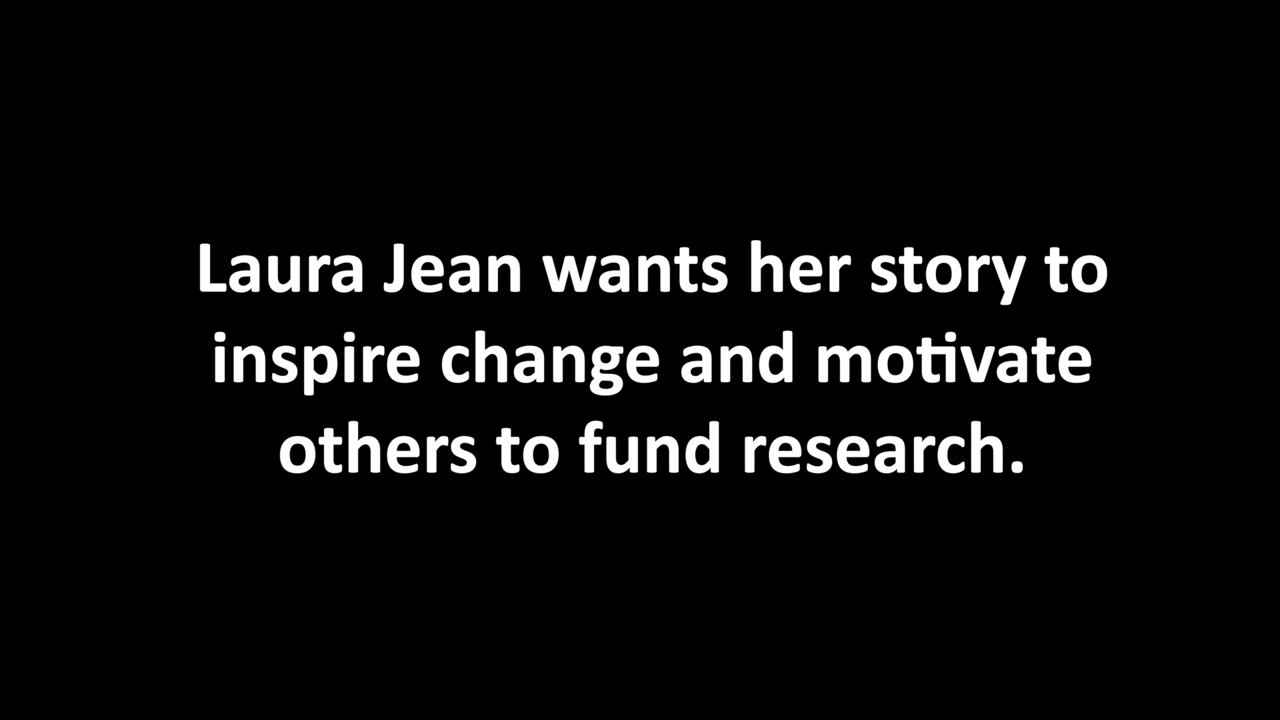 Laura Jean wants her story to
inspire change and motivate
others to fund research.